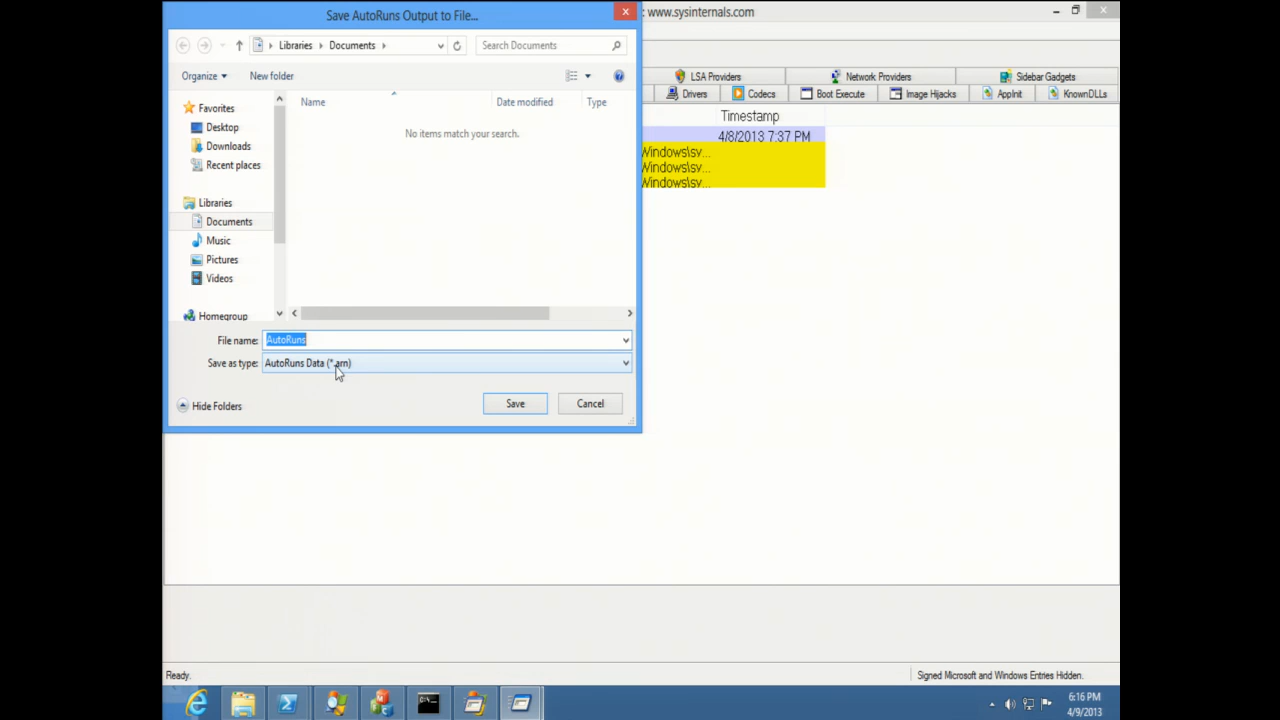 Save AutoRuns Output to File...
: www.sysinternals.com
Libraries
Documents
Search Documents
Organize
New folder
LSA Providers
Network Providers
Sidebar Gadgets
Drivers
Codecs
Boot Execute
Image Hijacks
AppInit
KnownDLLs
Favorites
Desktop
Downloads
Recent places
Libraries
Documents
Music
Pictures
Videos
Homegroup
Name
Date modified
Type
No items match your search.
Timestamp
4/8/2013 7:37 PM
Windows\sv...
Windows\sv...
Windows\sv...
File name:
AutoRuns
Save as type:
AutoRuns Data (*.arn)
Hide Folders
Save
Cancel
Ready.
Signed Microsoft and Windows Entries Hidden.
6:16 PM
4/9/2013